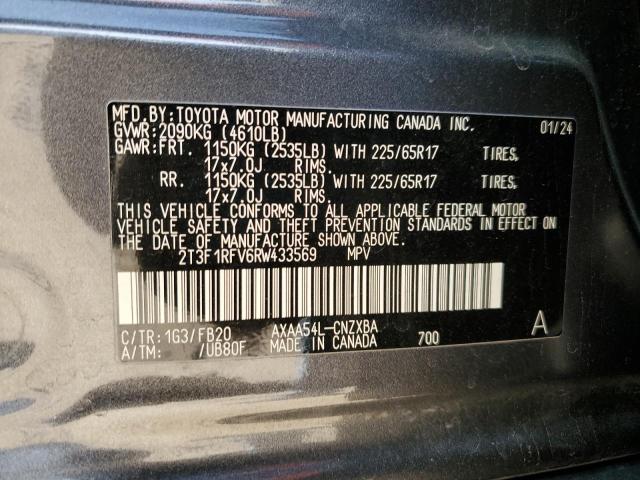 MFD.BY:TOYOTA MOTOR MANUFACTURING CANADA INC.
GVWR:2090KG (4610LB) 01/24
GAWR:FRT. 1150KG (2535LB) WITH 225/65R17 TIRES,
17x7.0J RIMS.
RR. 1150KG (2535LB) WITH 225/65R17 TIRES,
17x7.0J RIMS.
THIS VEHICLE CONFORMS TO ALL APPLICABLE FEDERAL MOTOR
VEHICLE SAFETY AND THEFT PREVENTION STANDARDS IN EFFECT ON
THE DATE OF MANUFACTURE SHOWN ABOVE.
2T3F1RFV6RW433569 MPV
C/TR:1G3/FB20 AXAA54L-CNZXBA A
A/TM: /UB80F MADE IN CANADA 700